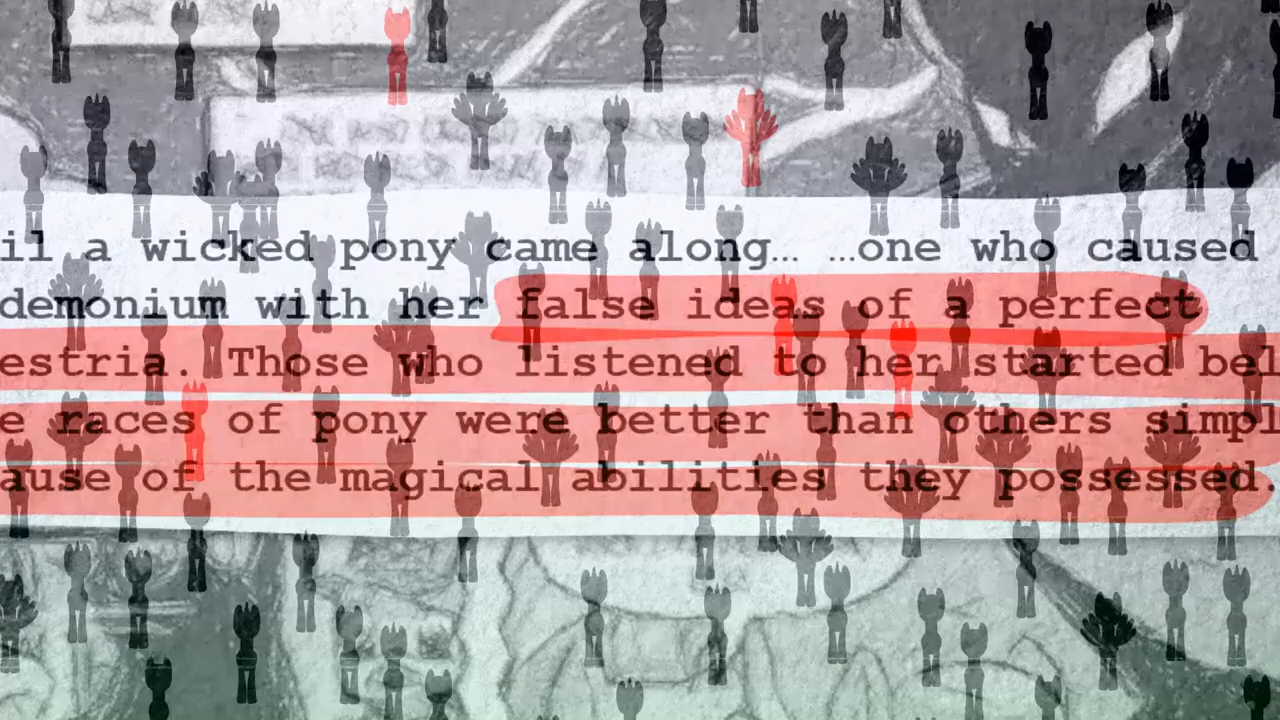 il a wicked pony came along… …one who caused
demonium with her false ideas of a perfect
estria. Those who listened to her started bel
e races of pony were better than others simpl
ause of the magical abilities they possessed.